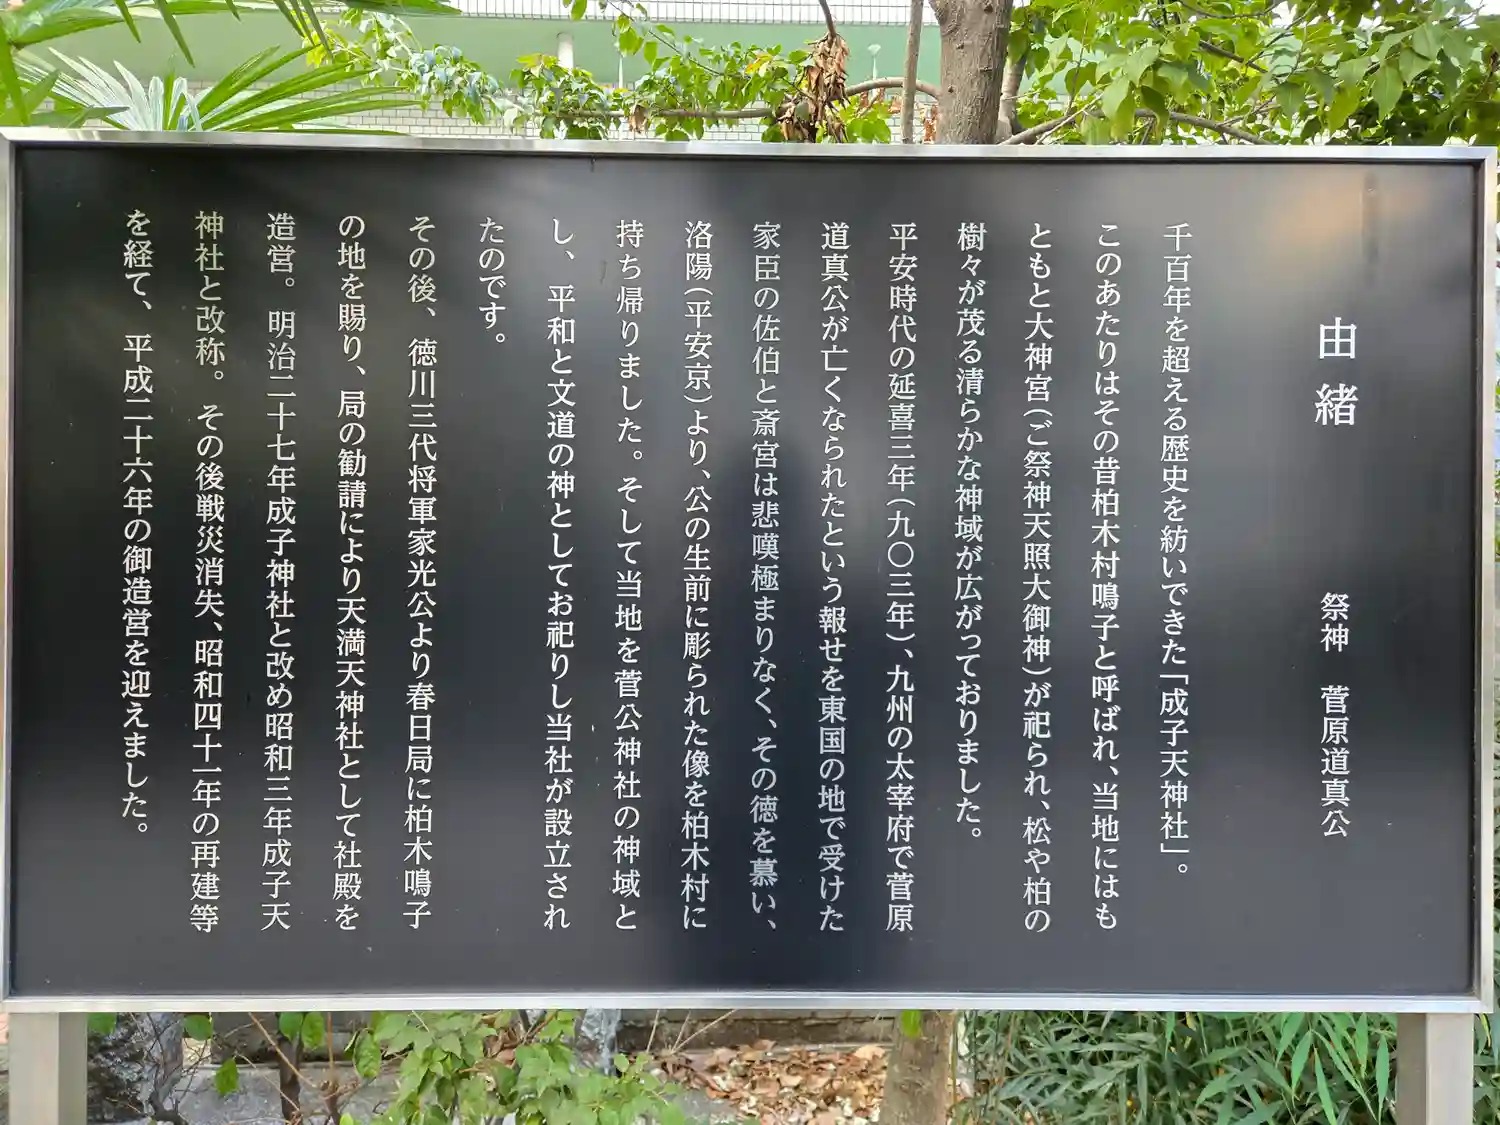 由緒　祭神　菅原道真公
千百年を超える歴史を紡いできた「成子天神社」。
このあたりはその昔柏木村鳴子と呼ばれ、当地にはも
ともと大神宮(ご祭神天照大御神)が祀られ、松や柏の
樹々が茂る清らかな神域が広がっておりました。
平安時代の延喜三年(九〇三年)、九州の太宰府で菅原
道真公が亡くなられたという報せを東国の地で受けた
家臣の佐伯と斎宮は悲嘆極まりなく、その徳を慕い、
洛陽(平安京)より、公の生前に彫られた像を柏木村に
持ち帰りました。そして当地を菅公神社の神域と
し、平和と文道の神としてお祀りし当社が設立され
たのです。
その後、徳川三代将軍家光公より春日局に柏木鳴子
の地を賜り、局の勧請により天満天神社として社殿を
造営。明治二十七年成子神社と改め昭和三年成子天
神社と改称。その後戦災消失、昭和四十一年の再建等
を経て、平成二十六年の御造営を迎えました。